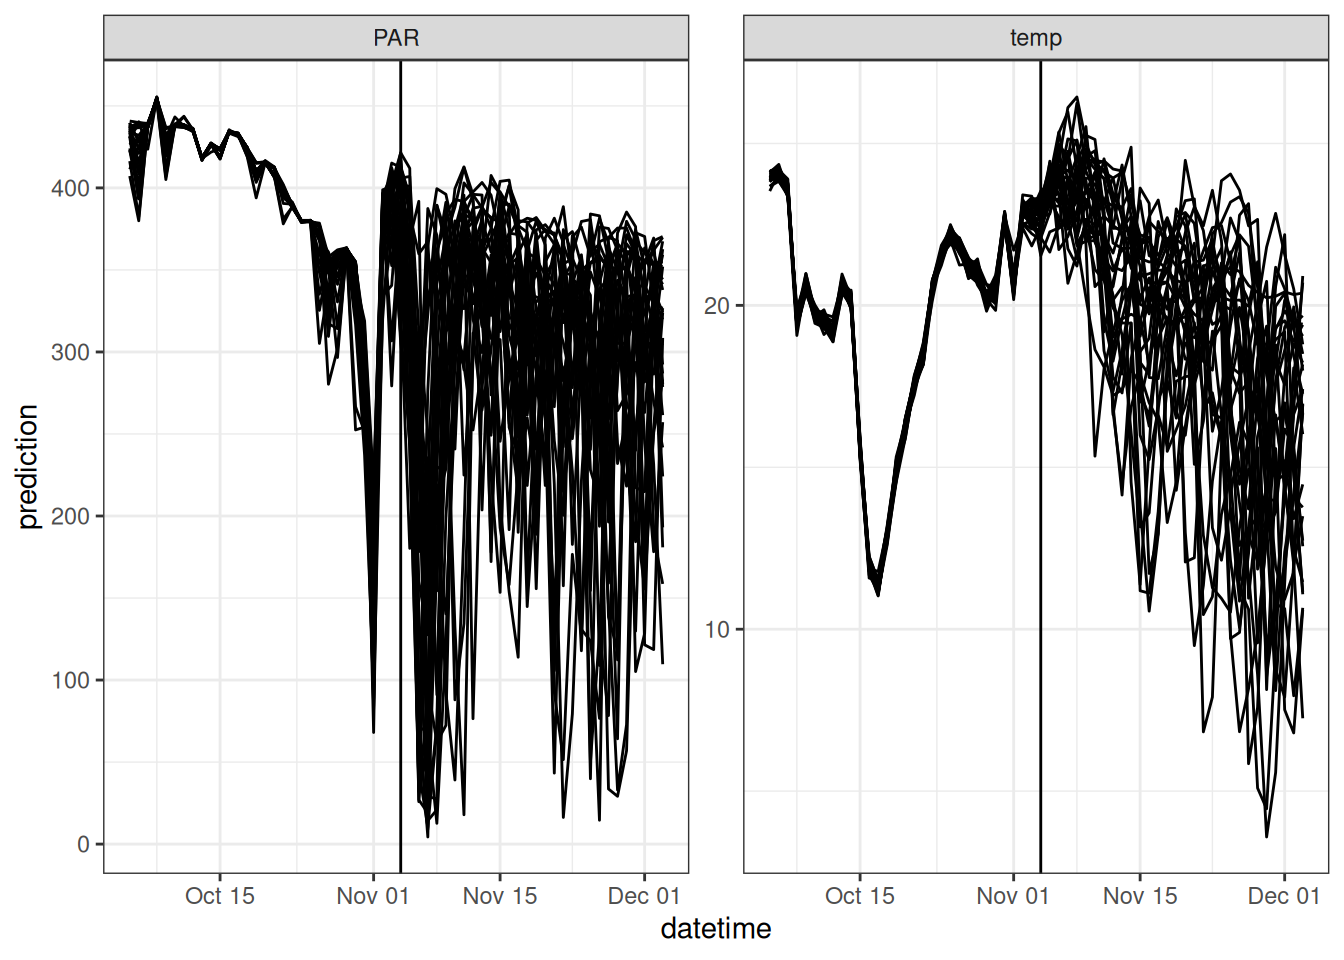 PAR
temp
prediction
400
300
200
100
0
20
10
Oct 15
Nov 01
Nov 15
Dec 01
Oct 15
Nov 01
Nov 15
Dec 01
datetime